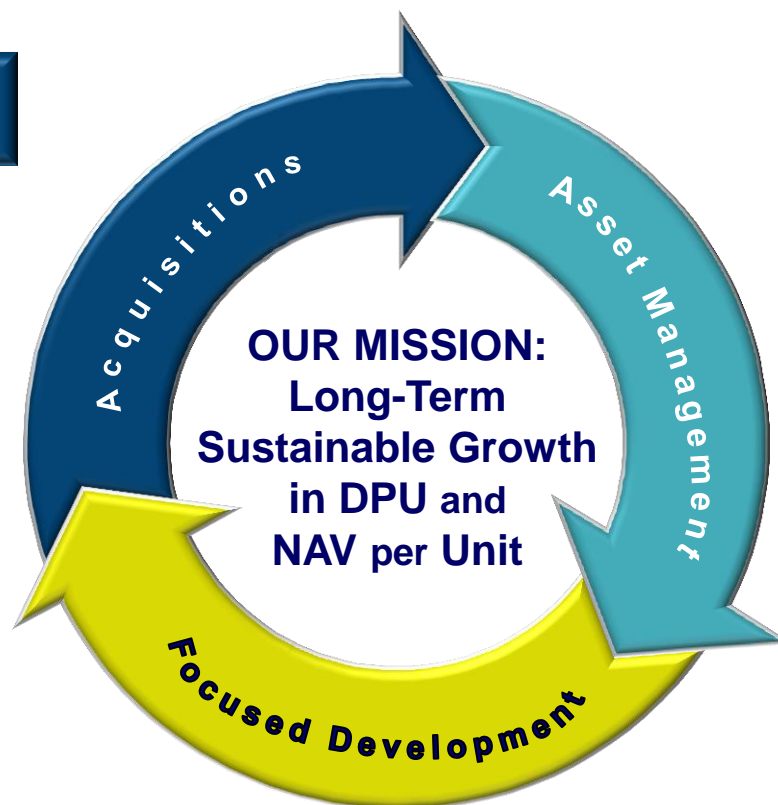 Acquisitions
Asset Management
OUR MISSION:
Long-Term
Sustainable Growth
in DPU and
NAV per Unit
Focused Development